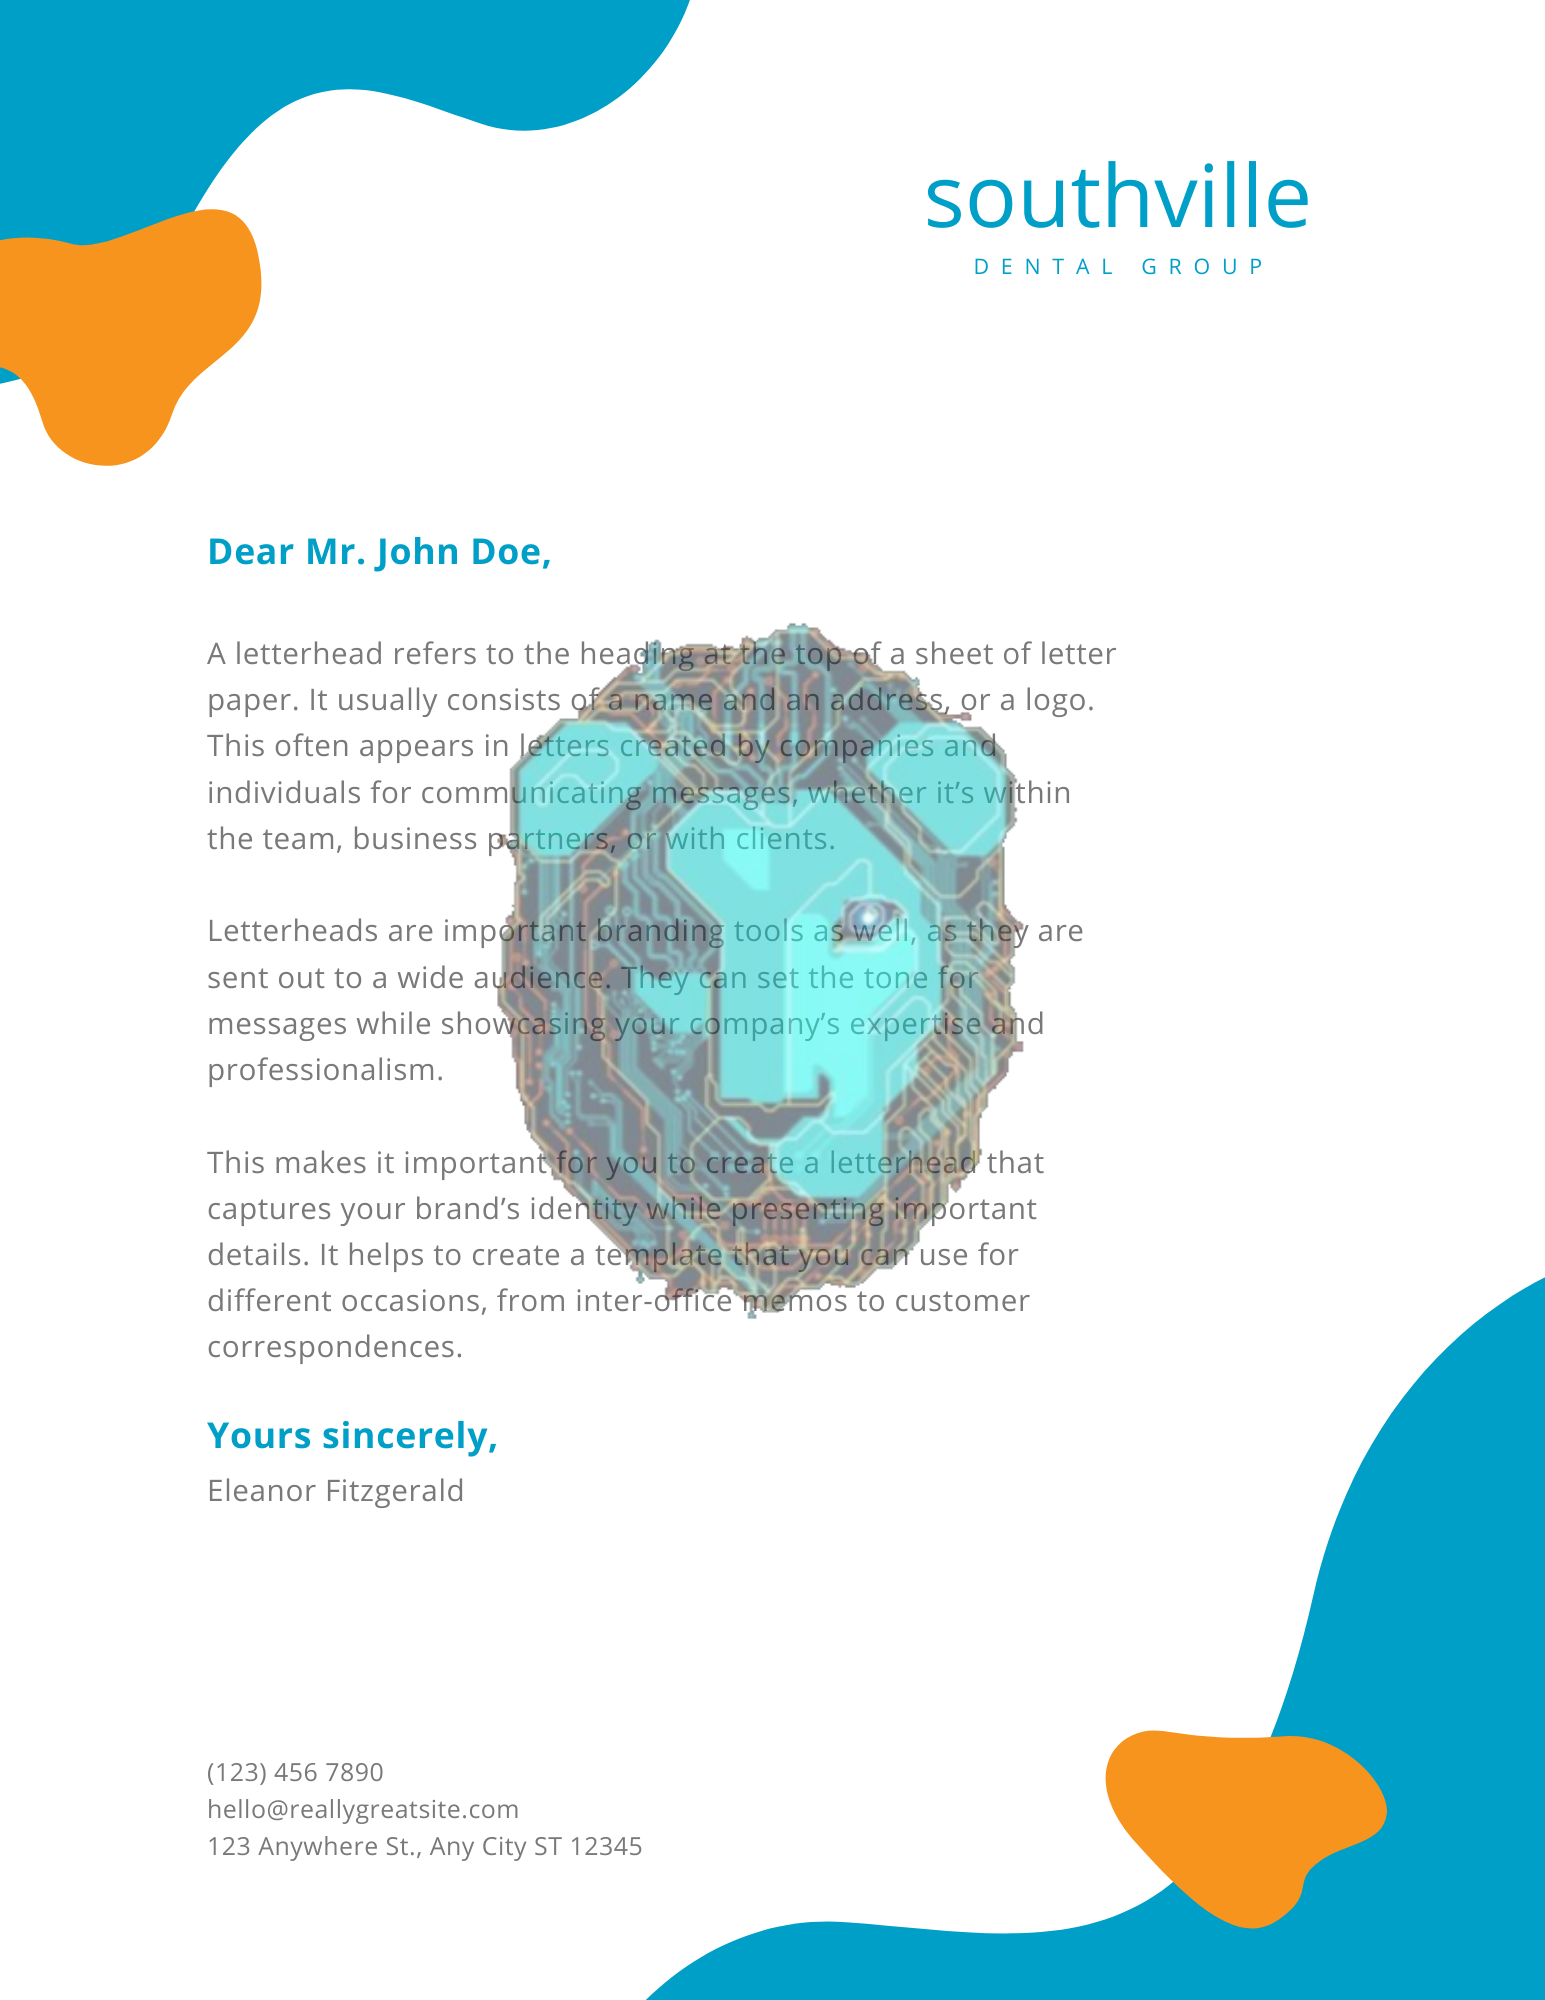 southville
DENTAL GROUP
Dear Mr. John Doe,
A letterhead refers to the heading at the top of a sheet of letter
paper. It usually consists of a name and an address, or a logo.
This often appears in letters created by companies and
individuals for communicating messages, whether it’s within
the team, business partners, or with clients.
Letterheads are important branding tools as well, as they are
sent out to a wide audience. They can set the tone for
messages while showcasing your company’s expertise and
professionalism.
This makes it important for you to create a letterhead that
captures your brand’s identity while presenting important
details. It helps to create a template that you can use for
different occasions, from inter-office memos to customer
correspondences.
Yours sincerely,
Eleanor Fitzgerald
(123) 456 7890
hello@reallygreatsite.com
123 Anywhere St., Any City ST 12345